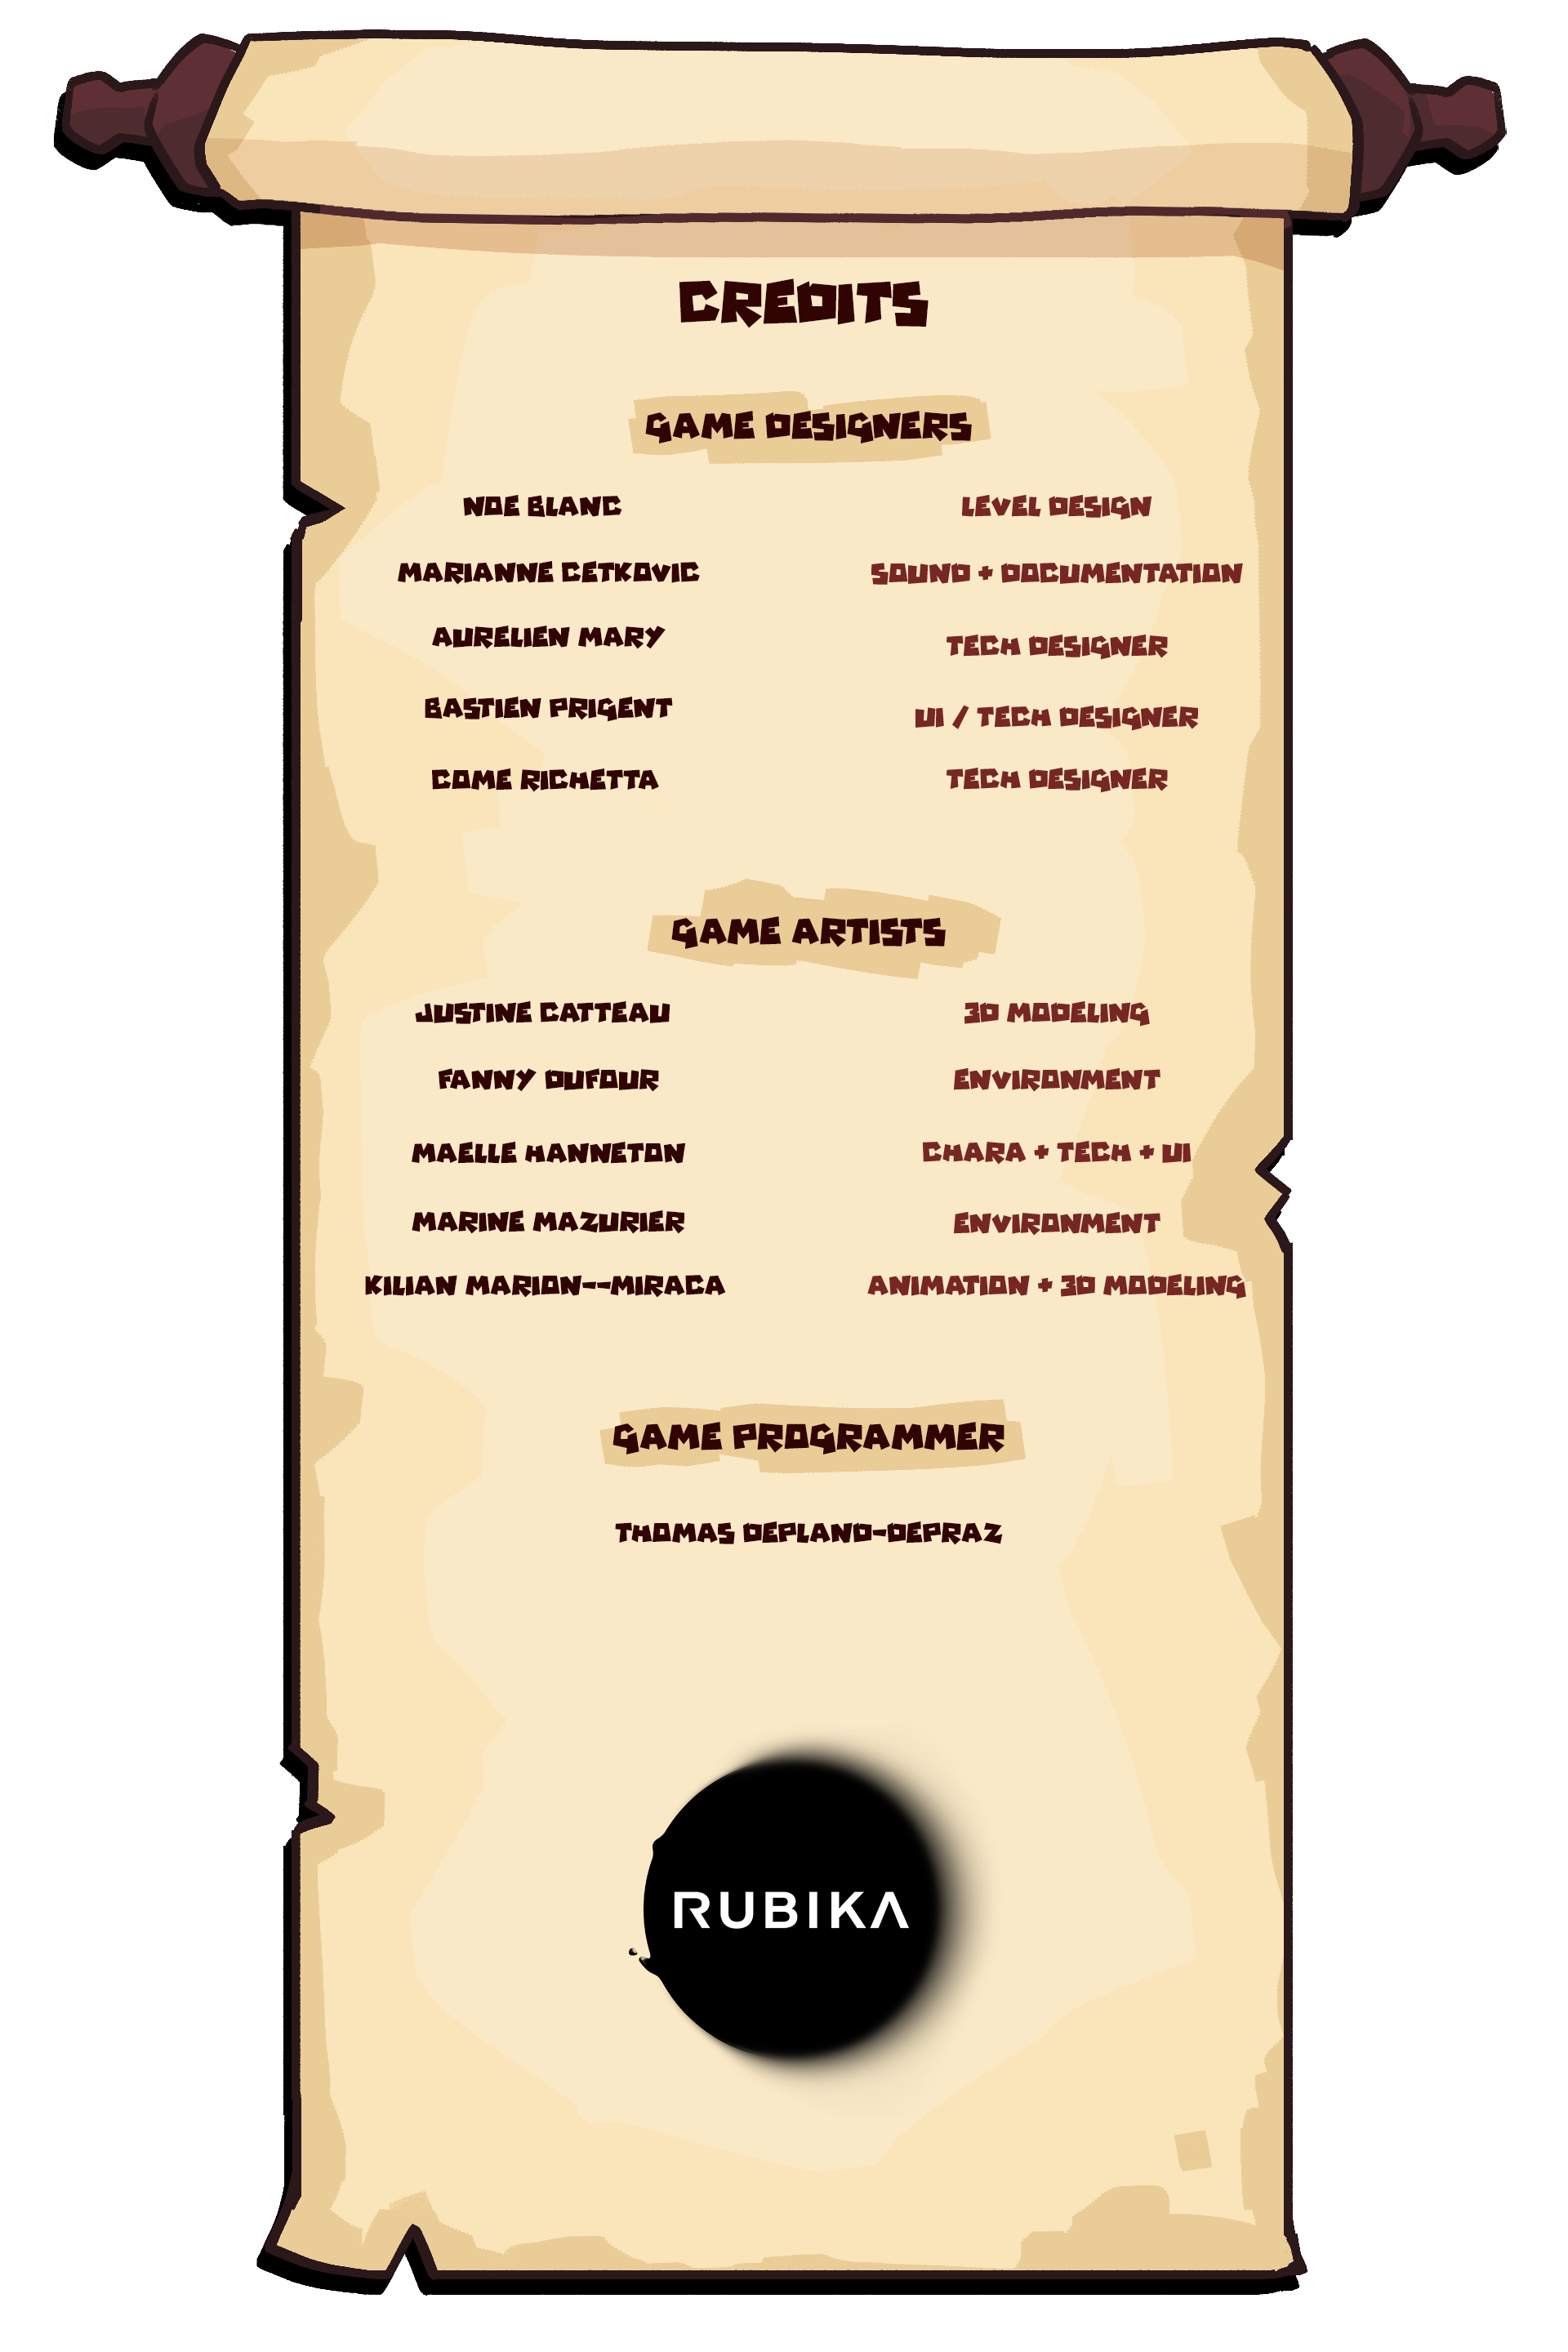 CREDITS
GAME DESIGNERS
NOE BLANC LEVEL DESIGN
MARIANNE CETKOVIC SOUND + DOCUMENTATION
AURELIEN MARY TECH DESIGNER
BASTIEN PRIGENT UI / TECH DESIGNER
COME RICHETTA TECH DESIGNER
GAME ARTISTS
JUSTINE CATTEAU 3D MODELING
FANNY DUFOUR ENVIRONMENT
MAELLE HANNETON CHARA + TECH + UI
MARINE MAZURIER ENVIRONMENT
KILIAN MARION--MIRACA ANIMATION + 3D MODELING
GAME PROGRAMMER
THOMAS DEPLAND-DEPRAZ
RUBIKA